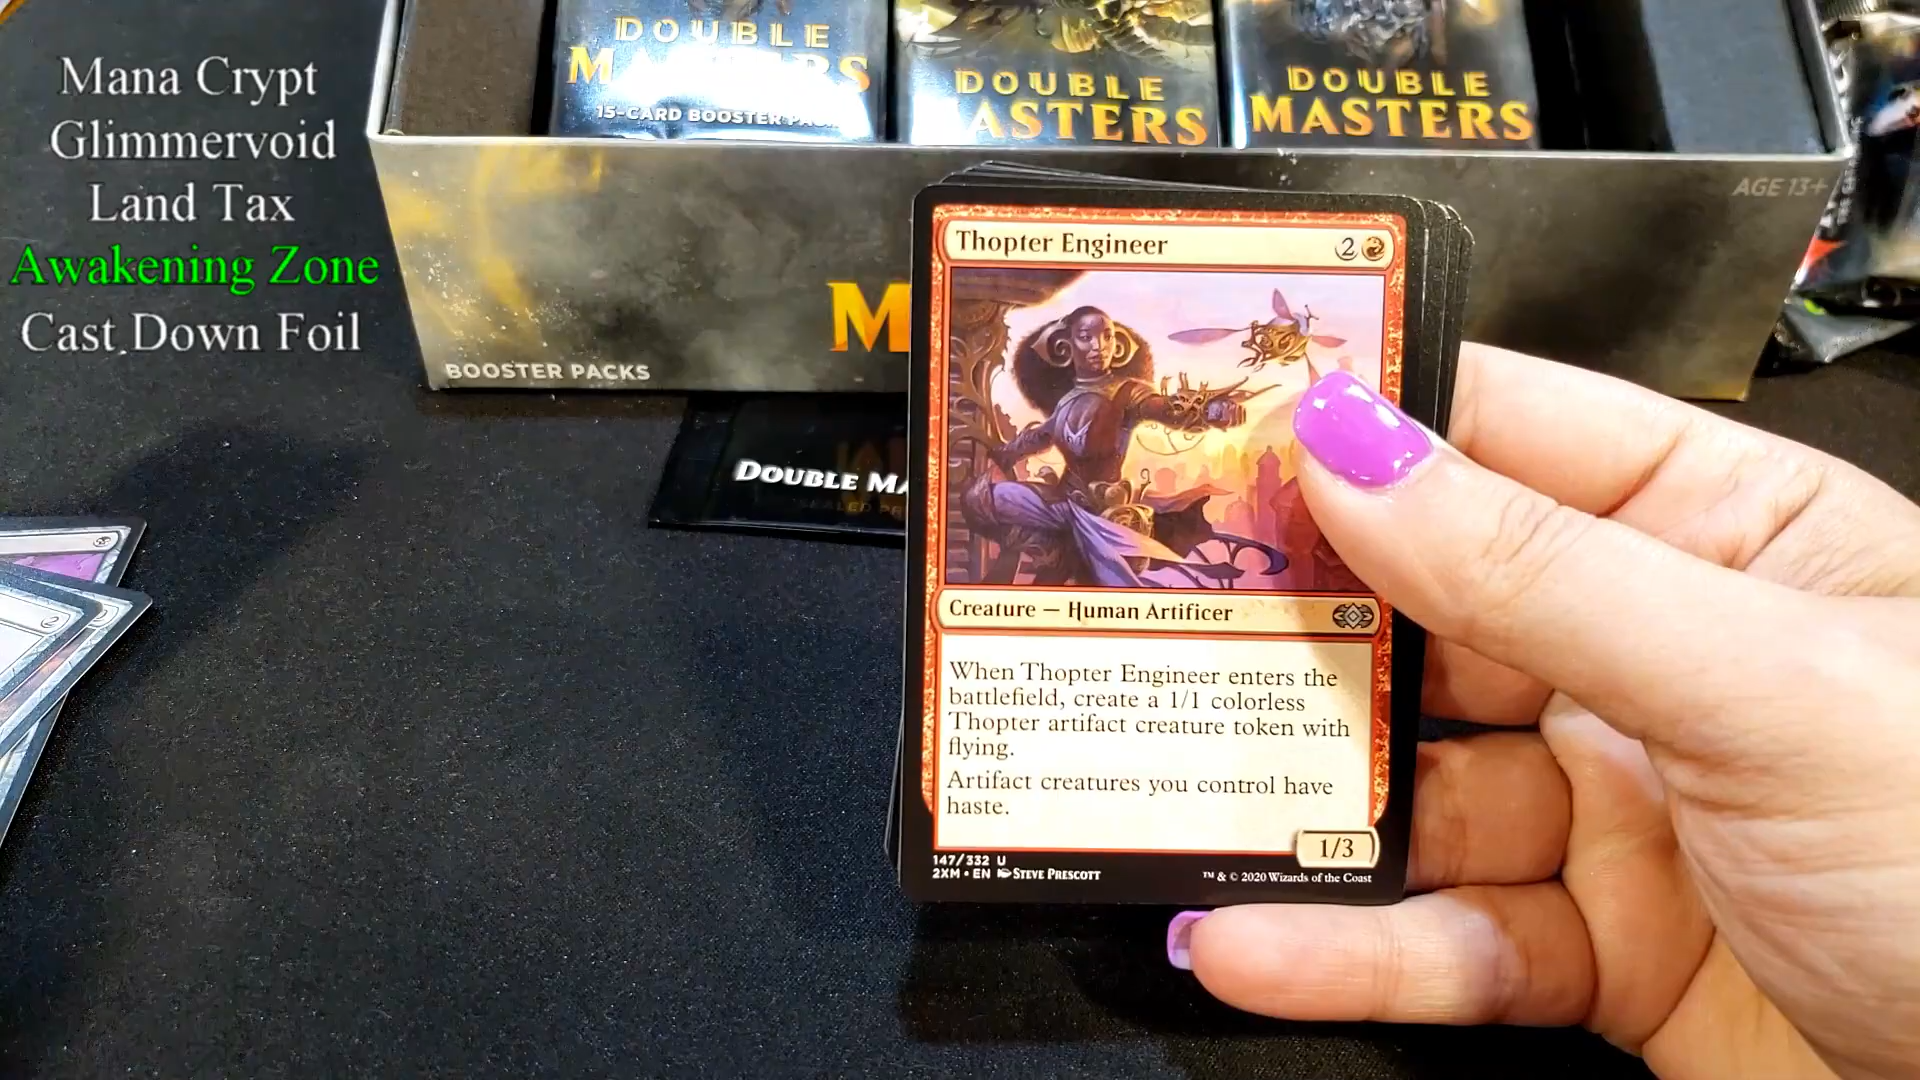 Mana Crypt
Glimmervoid
Land Tax
Awakening Zone
Cast Down Foil
DOUBLE
15-CARD BOOSTER
DOUBLE
MASTERS
DOUBLE
MASTERS
AGE 13+
BOOSTER PACKS
DOUBLE
Thopter Engineer 2
Creature — Human Artificer
When Thopter Engineer enters the
battlefield, create a 1/1 colorless
Thopter artifact creature token with
flying.
Artifact creatures you control have
haste.
1/3
147/332 U
2XM • EN STEVE PRESCOTT
™ & © 2020 Wizards of the Coast